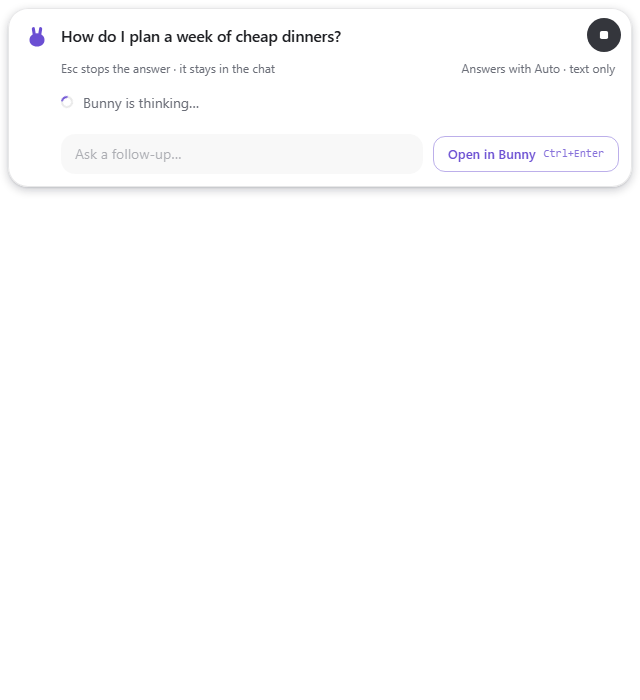 How do I plan a week of cheap dinners?
Esc stops the answer · it stays in the chat
Answers with Auto · text only
Bunny is thinking...
Ask a follow-up...
Open in Bunny Ctrl+Enter